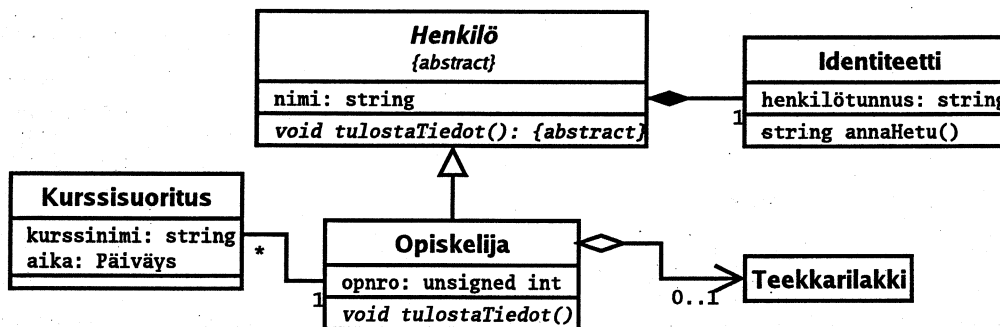 Henkilö
{abstract}
nimi: string
void tulostaTiedot(): {abstract}
Identiteetti
henkilötunnus: string
string annaHetu()
1
Kurssisuoritus
kurssinimi: string
aika: Päiväys
*
1
Opiskelija
opnro: unsigned int
void tulostaTiedot()
0..1
Teekkarilakki